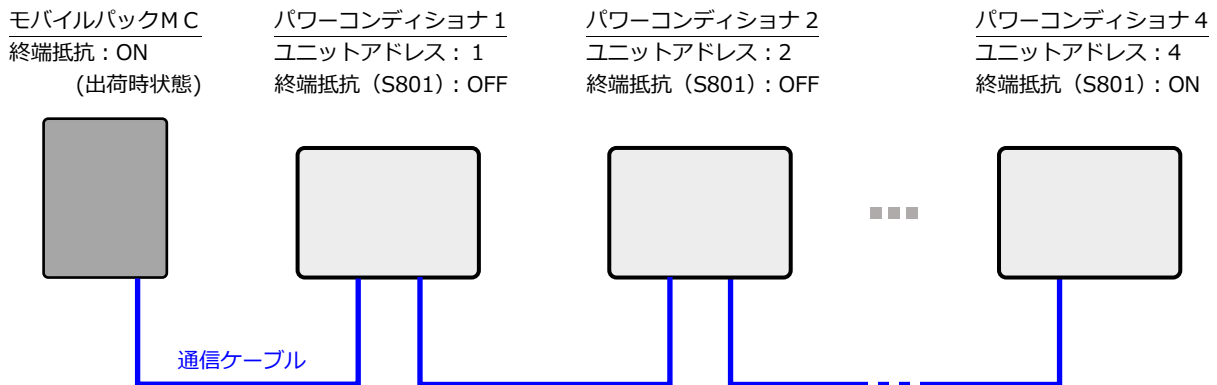 モバイルパックＭＣ
終端抵抗：ON
(出荷時状態)
パワーコンディショナ１
ユニットアドレス：1
終端抵抗（S801）：OFF
パワーコンディショナ 2
ユニットアドレス：2
終端抵抗（S801）：OFF
パワーコンディショナ４
ユニットアドレス：4
終端抵抗（S801）：ON
通信ケーブル